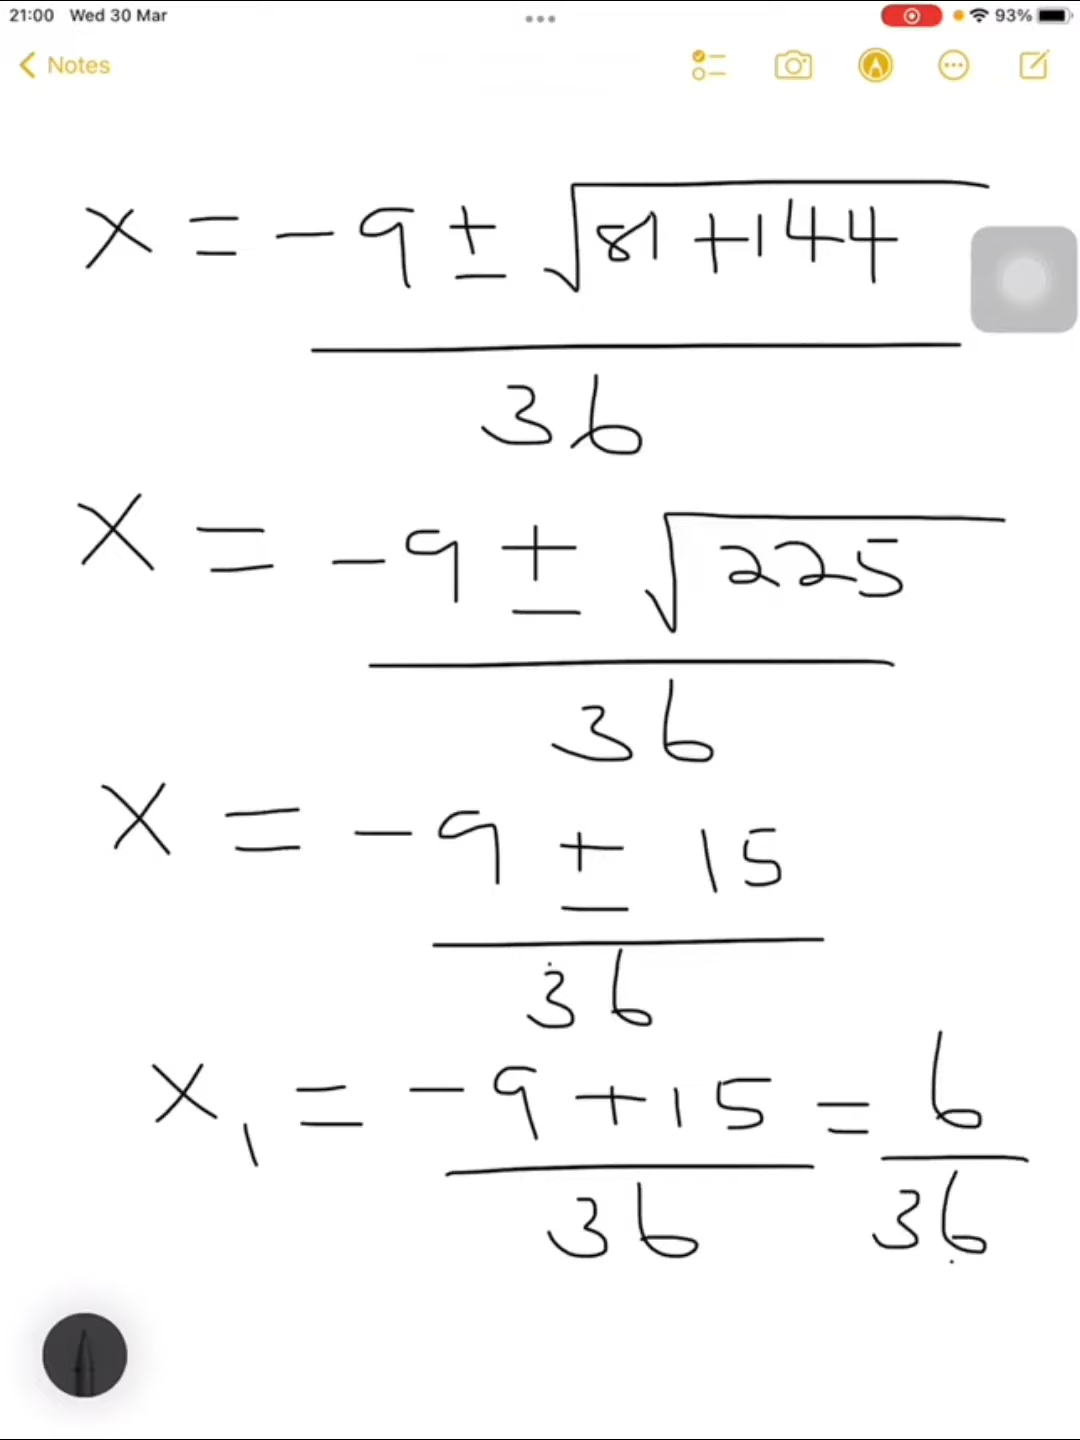 21:00 Wed 30 Mar 93%
Notes
x = -9 ± √81+144
36
x = -9 ± √225
36
x = -9 ± 15
36
x₁ = -9+15 = 6
36 36